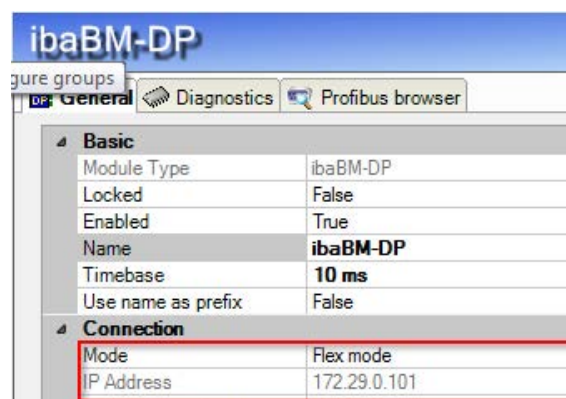 ibaBM-DP
gure groups
DP General Diagnostics Profibus browser
Basic
Module Type ibaBM-DP
Locked False
Enabled True
Name ibaBM-DP
Timebase 10 ms
Use name as prefix False
Connection
Mode Flex mode
IP Address 172.29.0.101